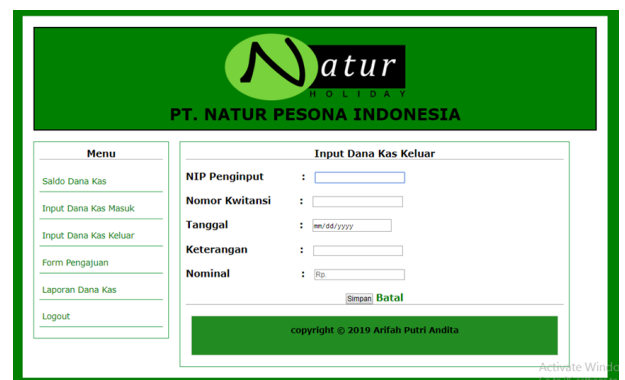 Natur
HOLIDAY
PT. NATUR PESONA INDONESIA
Menu
Saldo Dana Kas
Input Dana Kas Masuk
Input Dana Kas Keluar
Form Pengajuan
Laporan Dana Kas
Logout
Input Dana Kas Keluar
NIP Penginput :
Nomor Kwitansi :
Tanggal : mm/dd/yyyy
Keterangan :
Nominal : Rp.
Simpan Batal
copyright © 2019 Arifah Putri Andita
Activate Windo